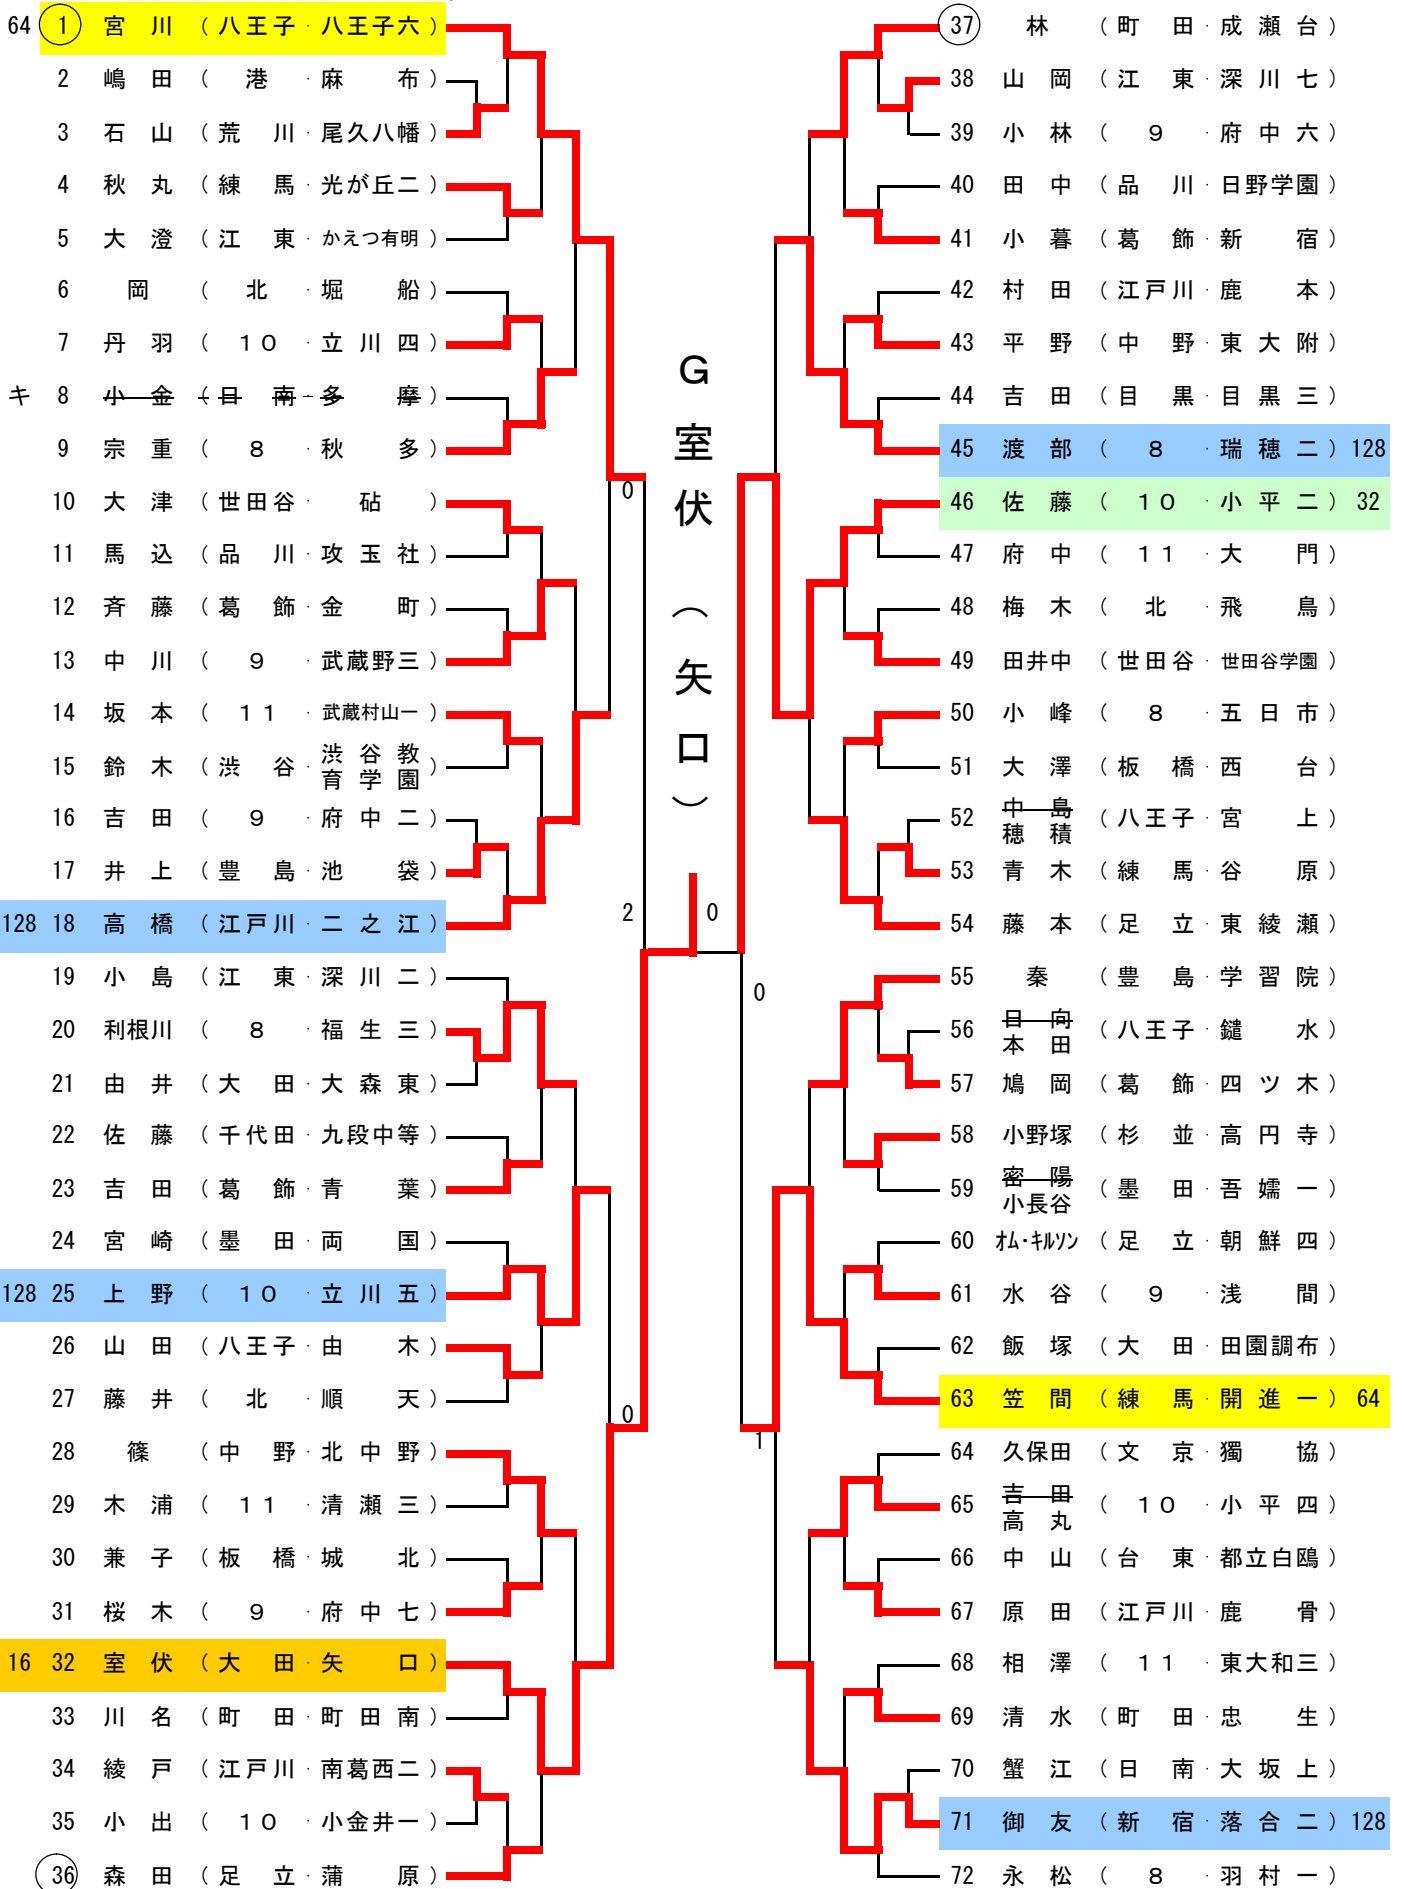 64 1 宮川 (八王子・八王子六)
2 嶋田 (港・麻布)
3 石山 (荒川・尾久八幡)
4 秋丸 (練馬・光が丘二)
5 大澄 (江東・かえつ有明)
6 岡 (北・堀船)
7 丹羽 (10・立川四)
キ 8 小金 (日南・多摩)
9 宗重 (8・秋多)
10 大津 (世田谷・砧)
11 馬込 (品川・攻玉社)
12 斉藤 (葛飾・金町)
13 中川 (9・武蔵野三)
14 坂本 (11・武蔵村山一)
15 鈴木 (渋谷・渋谷教育学園)
16 吉田 (9・府中二)
17 井上 (豊島・池袋)
128 18 高橋 (江戸川・二之江)
19 小島 (江東・深川二)
20 利根川 (8・福生三)
21 由井 (大田・大森東)
22 佐藤 (千代田・九段中等)
23 吉田 (葛飾・青葉)
24 宮崎 (墨田・両国)
128 25 上野 (10・立川五)
26 山田 (八王子・由木)
27 藤井 (北・順天)
28 篠 (中野・北中野)
29 木浦 (11・清瀬三)
30 兼子 (板橋・城北)
31 桜木 (9・府中七)
16 32 室伏 (大田・矢口)
33 川名 (町田・町田南)
34 綾戸 (江戸川・南葛西二)
35 小出 (10・小金井一)
36 森田 (足立・蒲原)
0
2
0
G室伏(矢口)
0
0
1
37 林 (町田・成瀬台)
38 山岡 (江東・深川七)
39 小林 (9・府中六)
40 田中 (品川・日野学園)
41 小暮 (葛飾・新宿)
42 村田 (江戸川・鹿本)
43 平野 (中野・東大附)
44 吉田 (目黒・目黒三)
45 渡部 (8・瑞穂二) 128
46 佐藤 (10・小平二) 32
47 府中 (11・大門)
48 梅木 (北・飛鳥)
49 田井中 (世田谷・世田谷学園)
50 小峰 (8・五日市)
51 大澤 (板橋・西台)
52 中島 穂積 (八王子・宮上)
53 青木 (練馬・谷原)
54 藤本 (足立・東綾瀬)
55 秦 (豊島・学習院)
56 日向 本田 (八王子・鑓水)
57 鳩岡 (葛飾・四ツ木)
58 小野塚 (杉並・高円寺)
59 密陽 小長谷 (墨田・吾嬬一)
60 オム・キルソン (足立・朝鮮四)
61 水谷 (9・浅間)
62 飯塚 (大田・田園調布)
63 笠間 (練馬・開進一) 64
64 久保田 (文京・獨協)
65 吉田 高丸 (10・小平四)
66 中山 (台東・都立白鴎)
67 原田 (江戸川・鹿骨)
68 相澤 (11・東大和三)
69 清水 (町田・忠生)
70 蟹江 (日南・大坂上)
71 御友 (新宿・落合二) 128
72 永松 (8・羽村一)